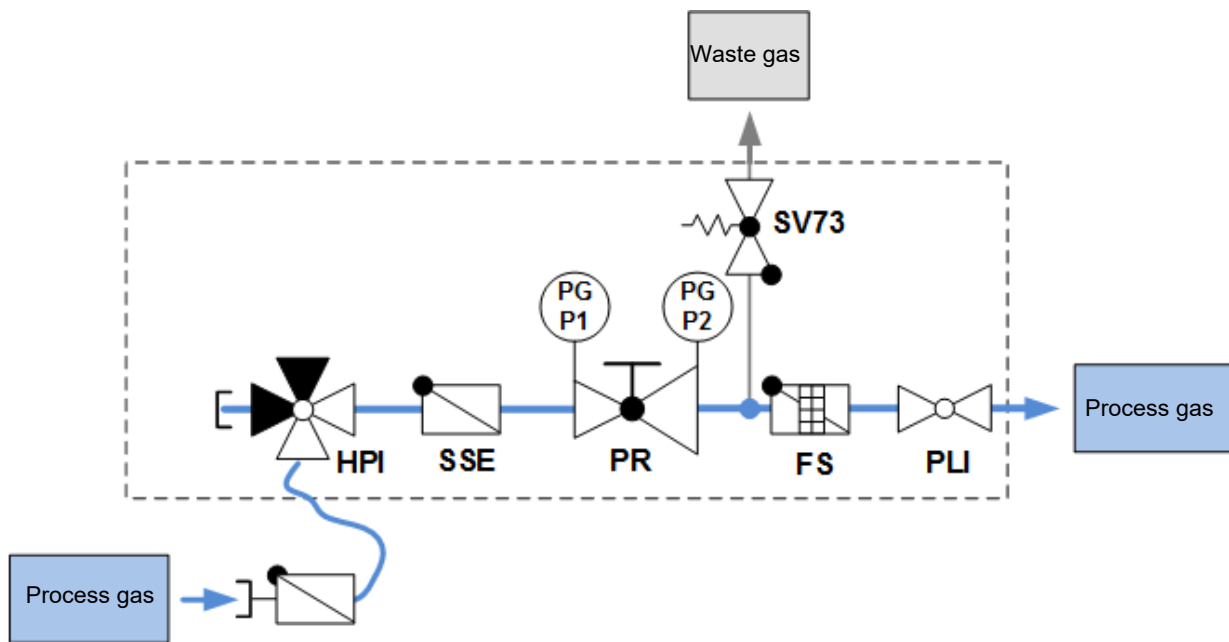 Waste gas
SV73
PG
P1
PG
P2
HPI
SSE
PR
FS
PLI
Process gas
Process gas